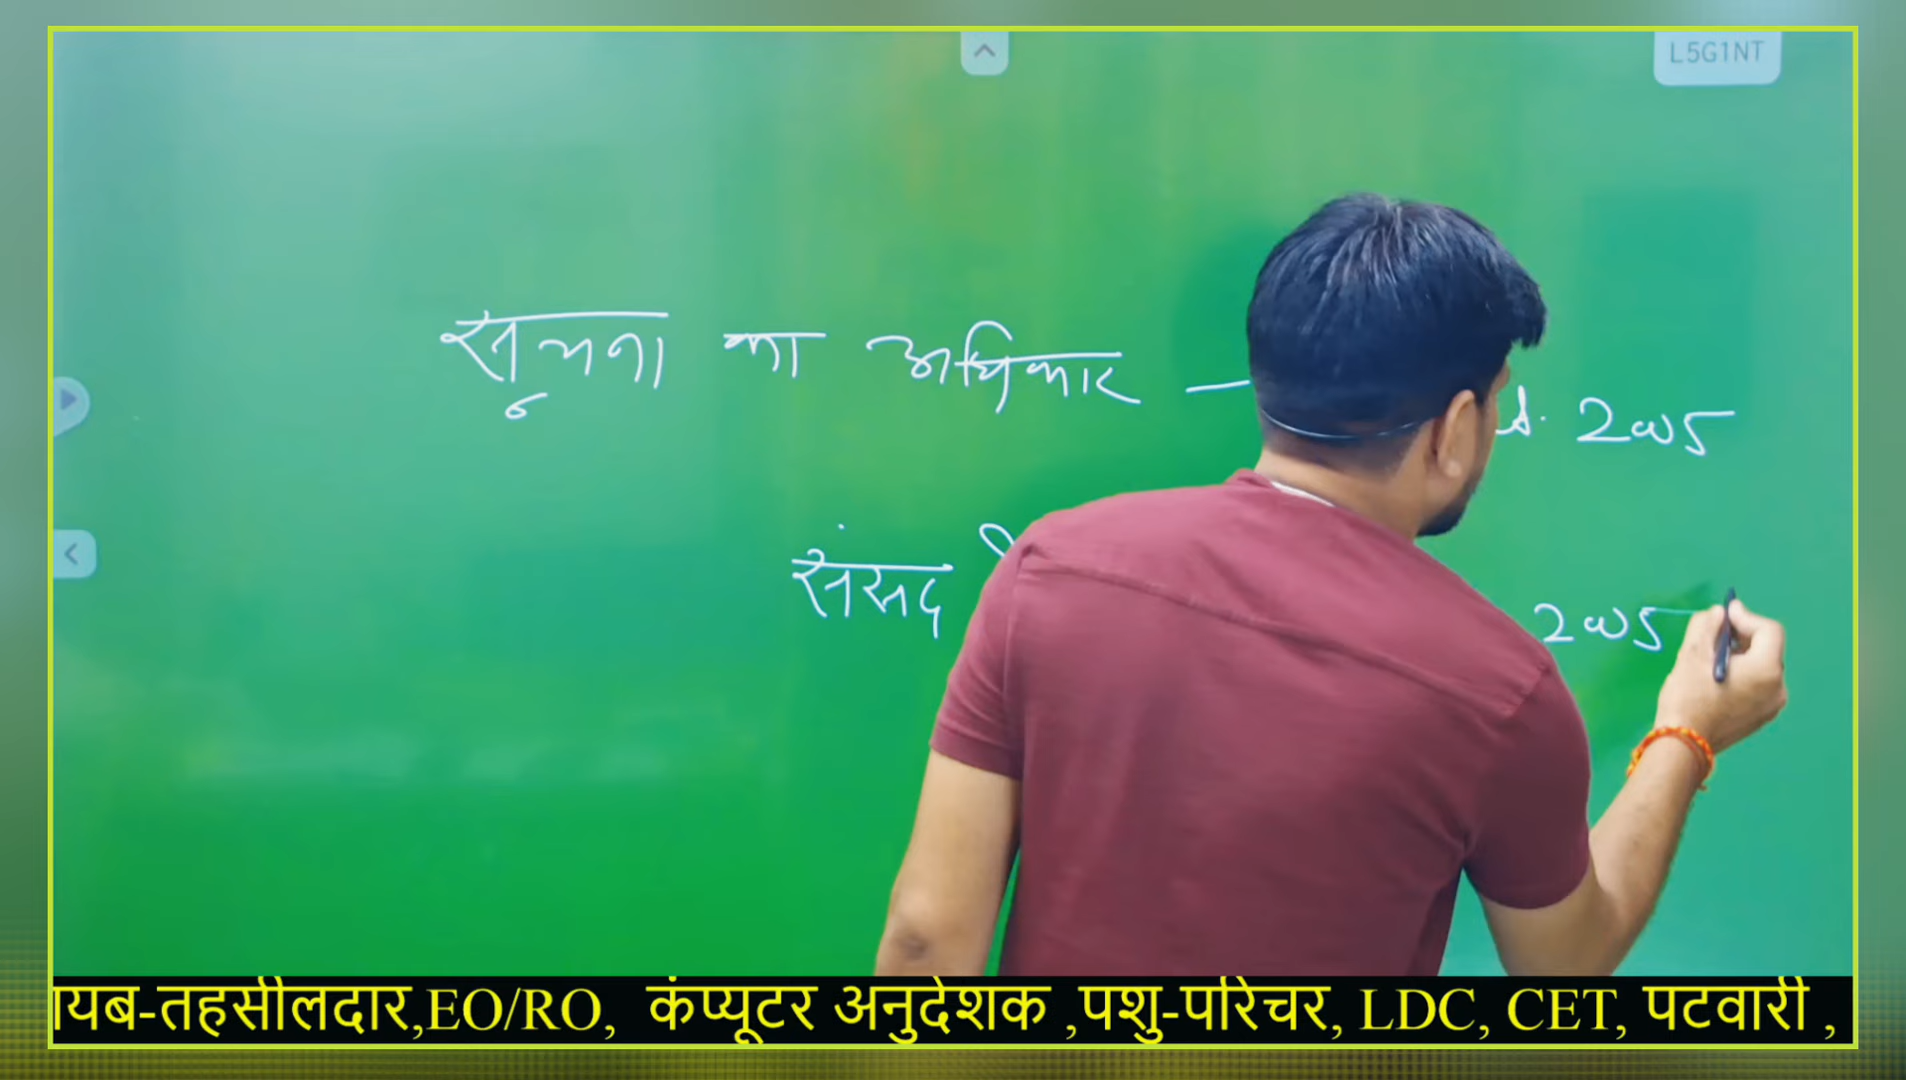 L5G1NT
सूचना का अधिकार —
2005
संसद
2005
यब-तहसीलदार,EO/RO, कंप्यूटर अनुदेशक ,पशु-परिचर, LDC, CET, पटवारी ,